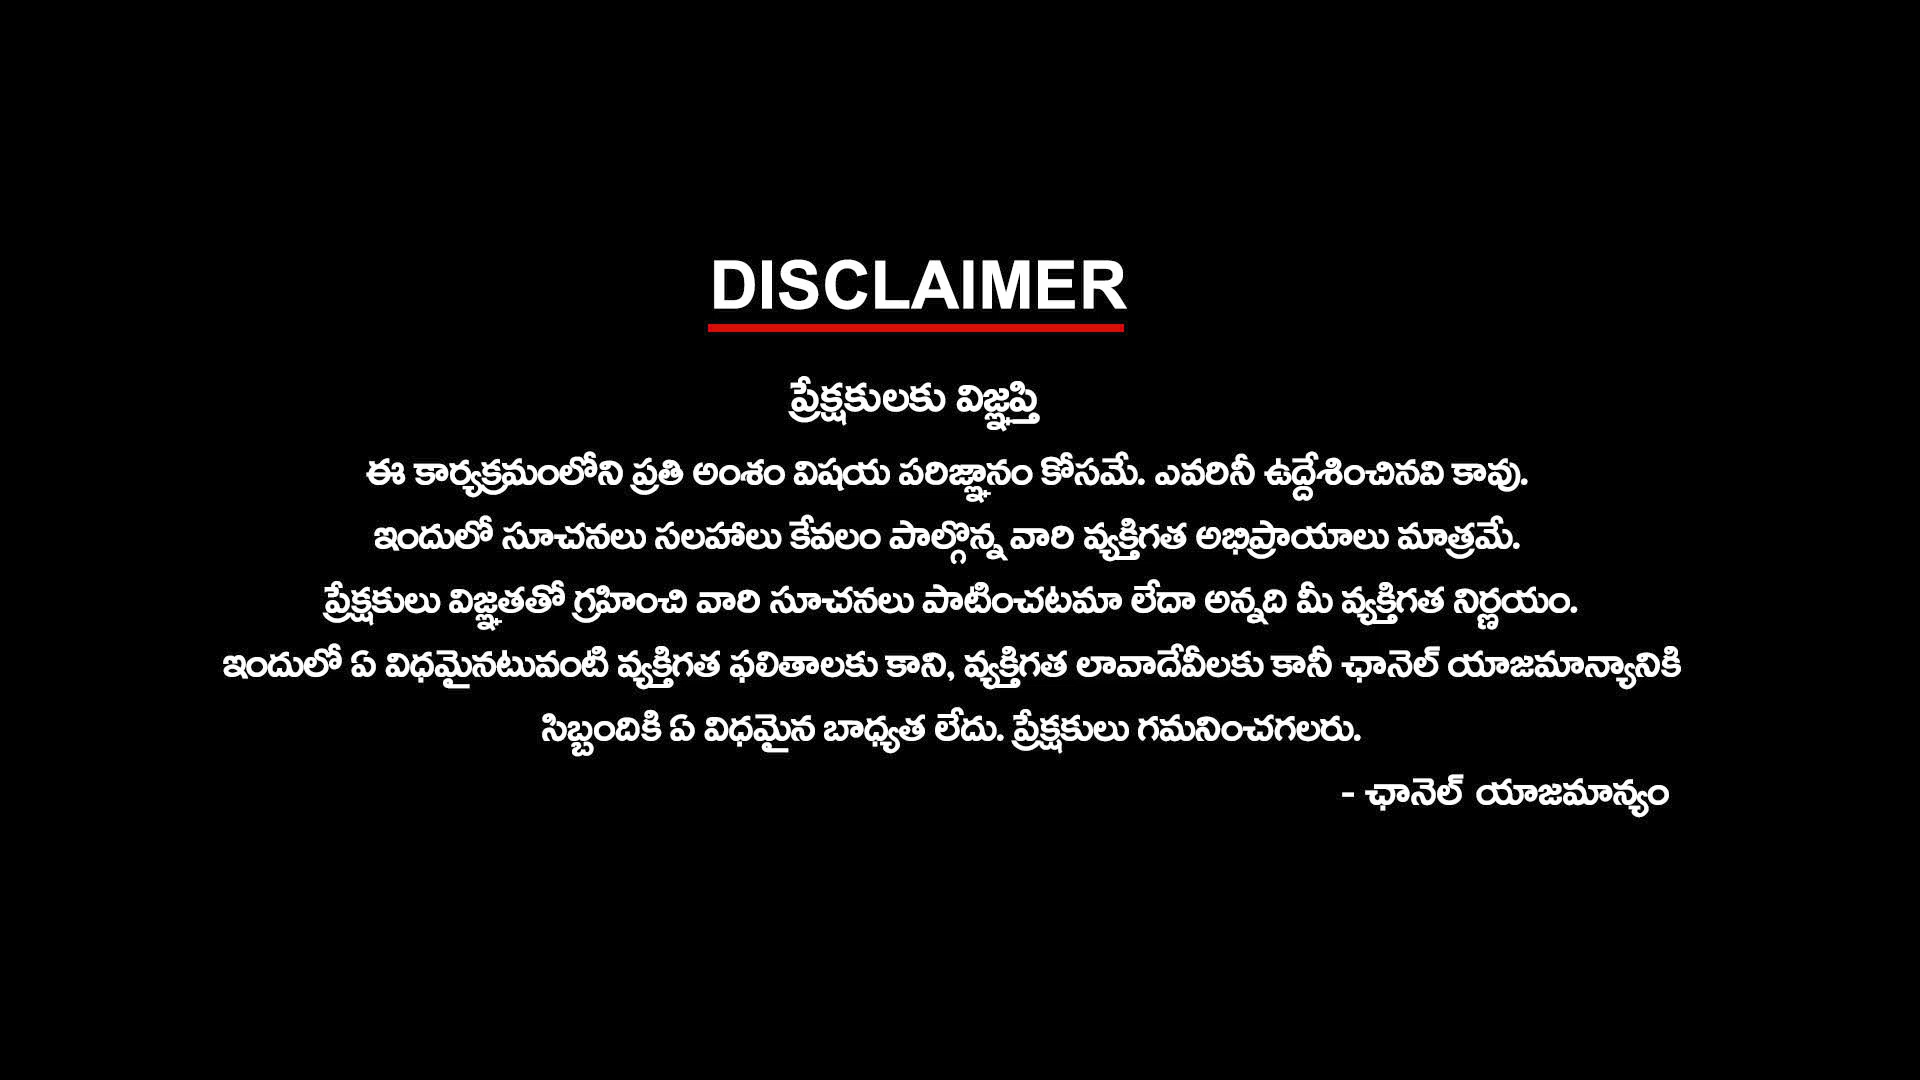 DISCLAIMER
ప్రేక్షకులకు విజ్ఞప్తి
ఈ కార్యక్రమంలోని ప్రతి అంశం విషయ పరిజ్ఞానం కోసమే. ఎవరినీ ఉద్దేశించినవి కావు.
ఇందులో సూచనలు సలహాలు కేవలం పాల్గొన్న వారి వ్యక్తిగత అభిప్రాయాలు మాత్రమే.
ప్రేక్షకులు విజ్ఞతతో గ్రహించి వారి సూచనలు పాటించటమా లేదా అన్నది మీ వ్యక్తిగత నిర్ణయం.
ఇందులో ఏ విధమైనటువంటి వ్యక్తిగత ఫలితాలకు కాని, వ్యక్తిగత లావాదేవీలకు కానీ ఛానెల్ యాజమాన్యానికి
సిబ్బందికి ఏ విధమైన బాధ్యత లేదు. ప్రేక్షకులు గమనించగలరు.
- ఛానెల్ యాజమాన్యం